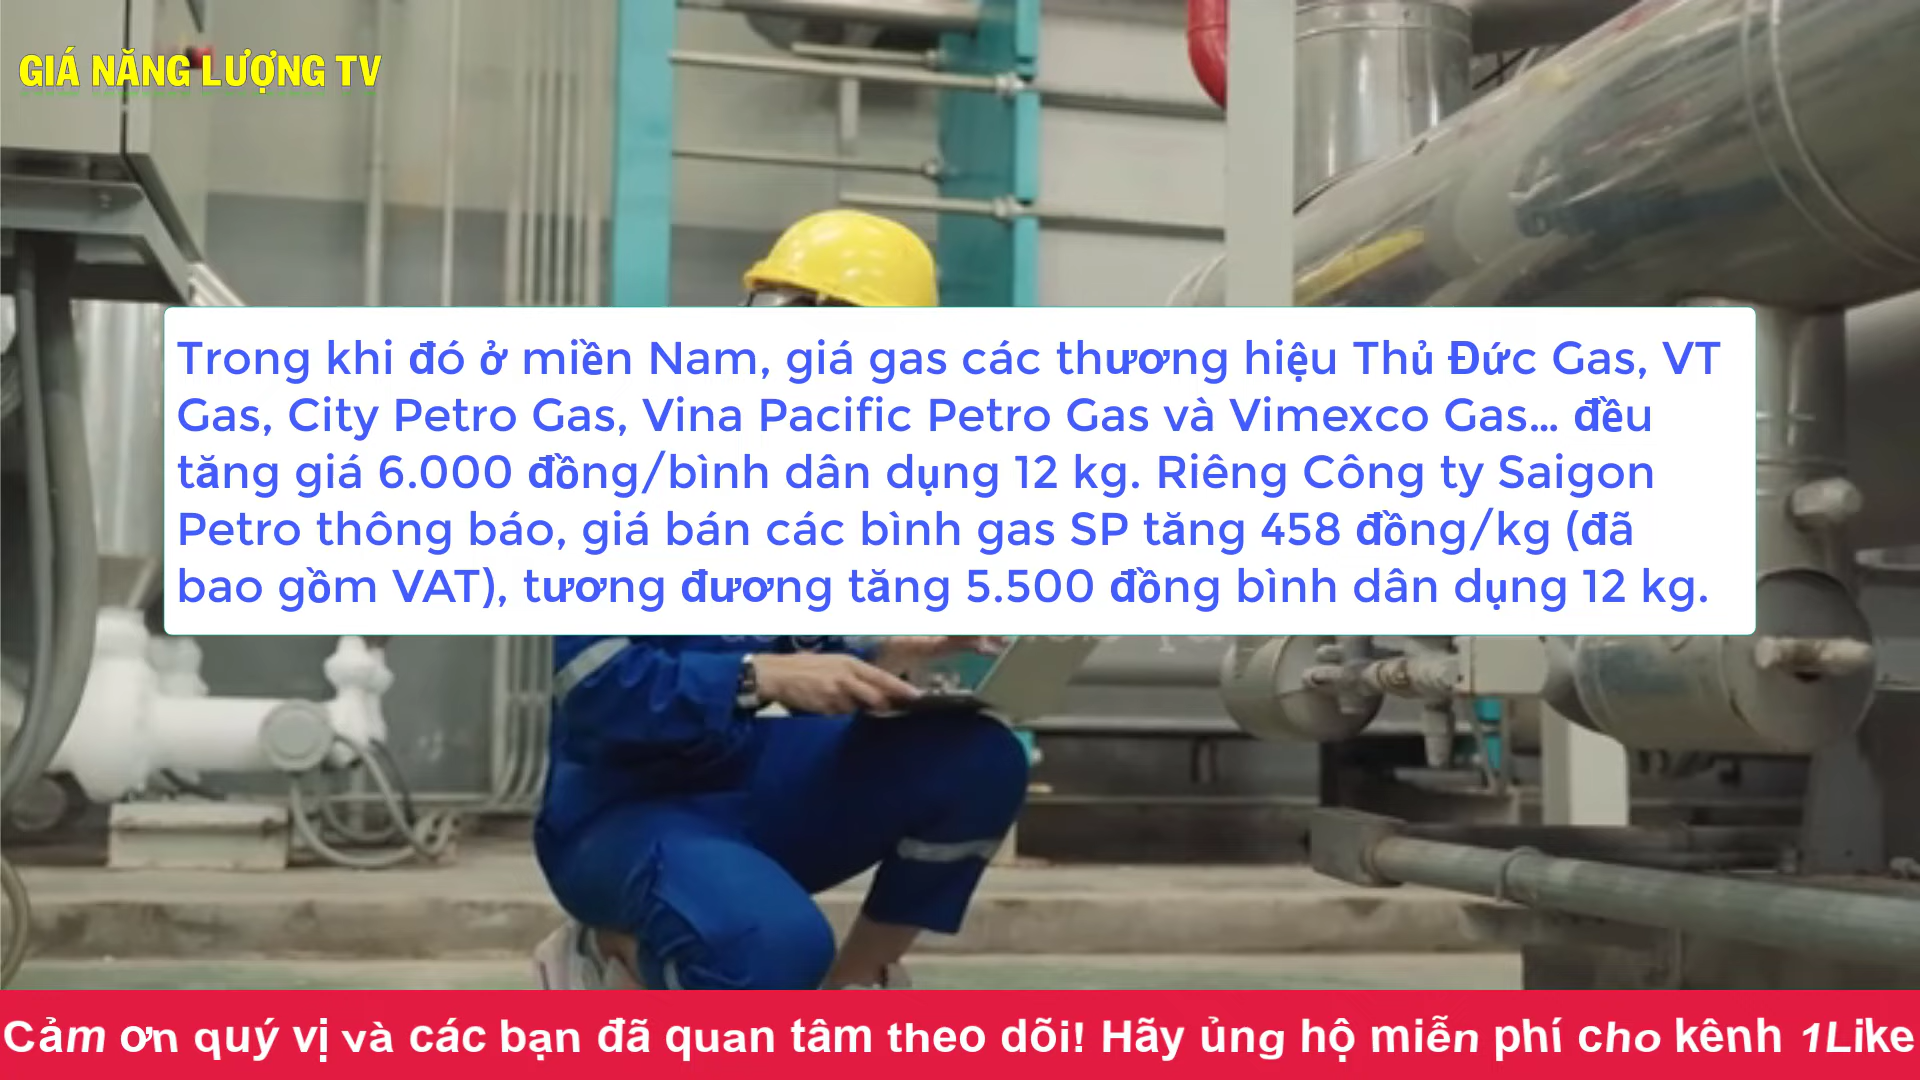 GIÁ NĂNG LƯỢNG TV
Trong khi đó ở miền Nam, giá gas các thương hiệu Thủ Đức Gas, VT
Gas, City Petro Gas, Vina Pacific Petro Gas và Vimexco Gas... đều
tăng giá 6.000 đồng/bình dân dụng 12 kg. Riêng Công ty Saigon
Petro thông báo, giá bán các bình gas SP tăng 458 đồng/kg (đã
bao gồm VAT), tương đương tăng 5.500 đồng bình dân dụng 12 kg.
Cảm ơn quý vị và các bạn đã quan tâm theo dõi! Hãy ủng hộ miễn phí cho kênh 1Like